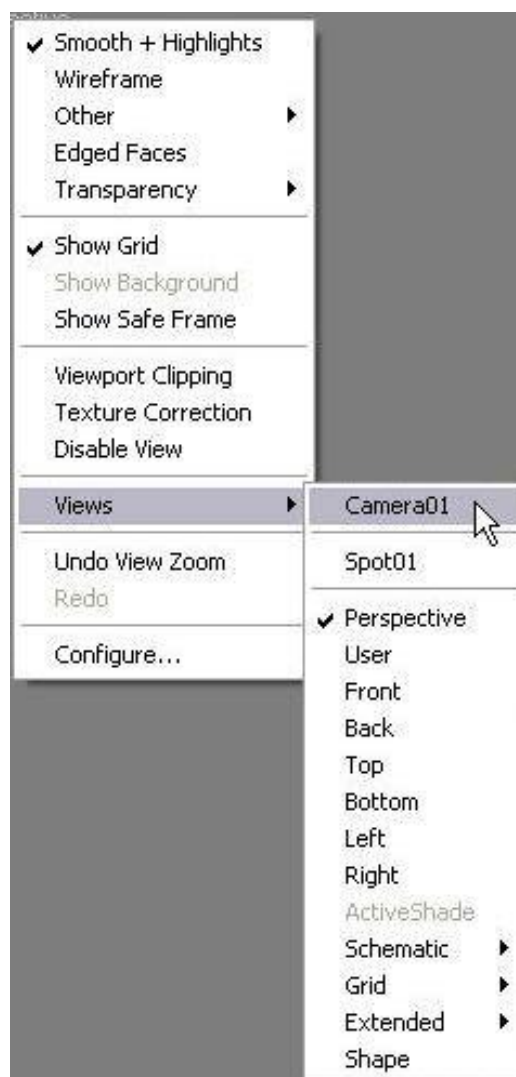 Smooth + Highlights
Wireframe
Other
Edged Faces
Transparency
Show Grid
Show Background
Show Safe Frame
Viewport Clipping
Texture Correction
Disable View
Views
Undo View Zoom
Redo
Configure...
Camera01
Spot01
Perspective
User
Front
Back
Top
Bottom
Left
Right
ActiveShade
Schematic
Grid
Extended
Shape